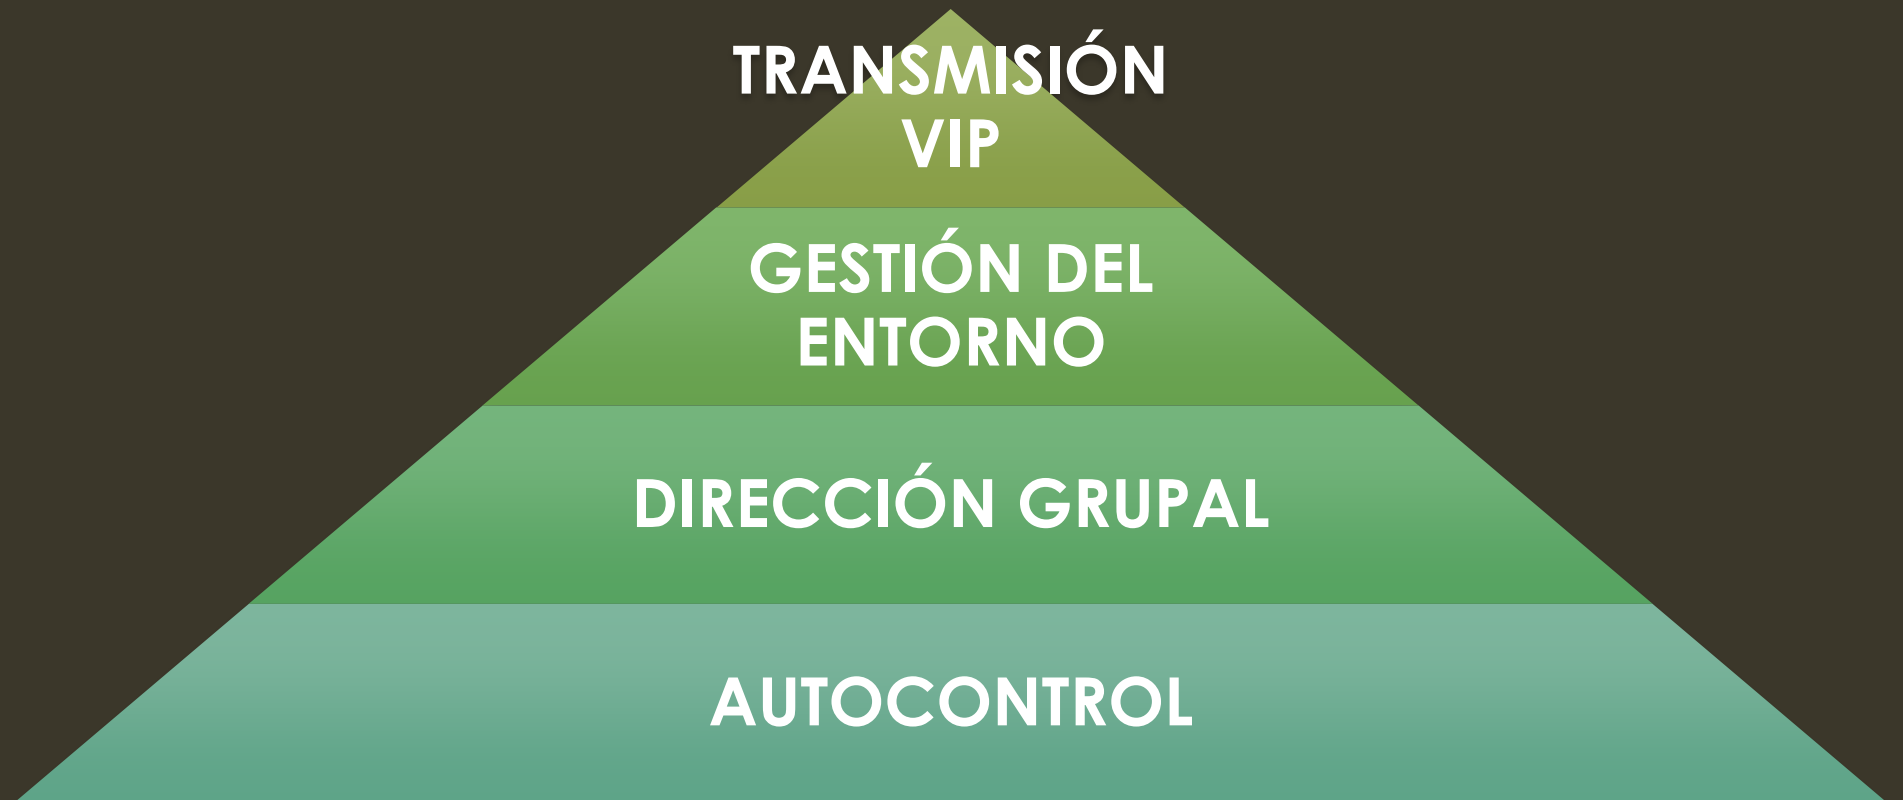 TRANSMISIÓN
VIP
GESTIÓN DEL
ENTORNO
DIRECCIÓN GRUPAL
AUTOCONTROL